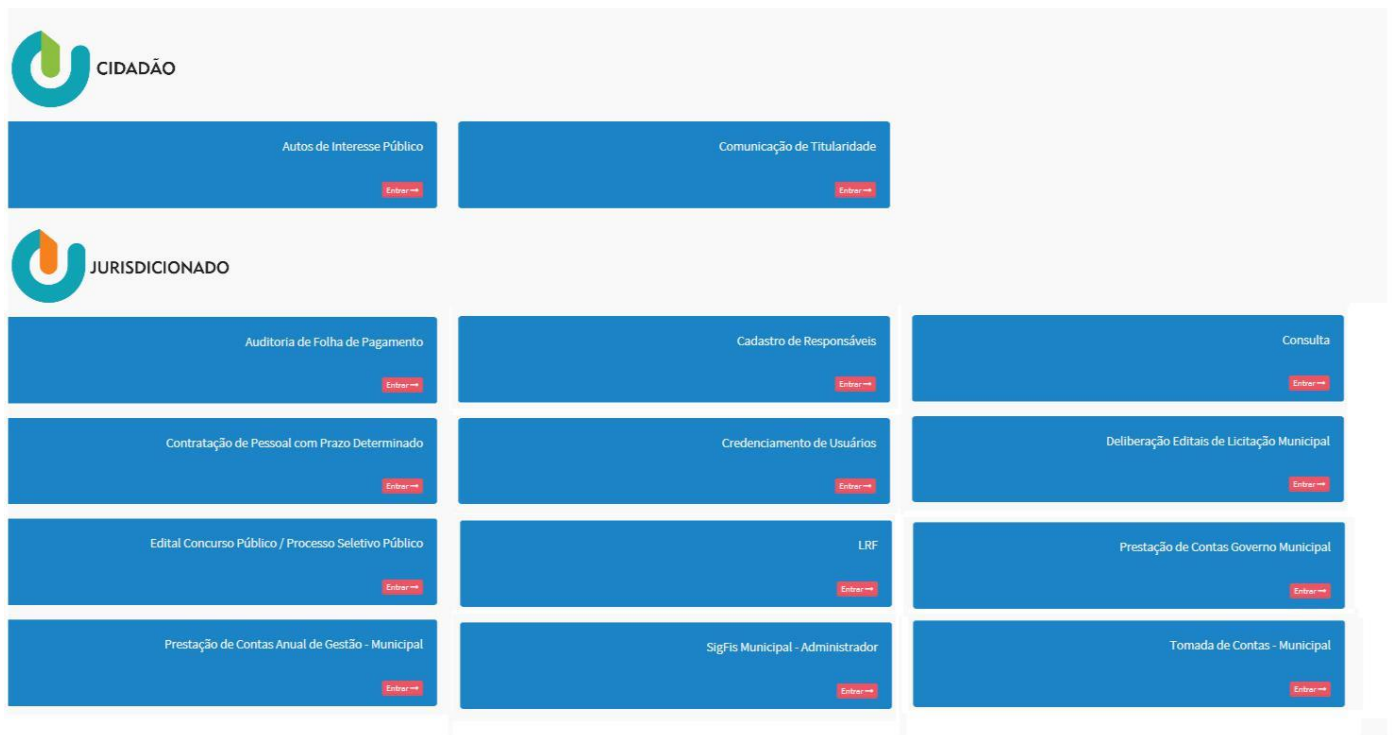 CIDADÃO
Autos de Interesse Público
Entrar
Comunicação de Titularidade
Entrar
JURISDICIONADO
Auditoria de Folha de Pagamento
Entrar
Cadastro de Responsáveis
Entrar
Consulta
Entrar
Contratação de Pessoal com Prazo Determinado
Entrar
Credenciamento de Usuários
Entrar
Deliberação Editais de Licitação Municipal
Entrar
Edital Concurso Público / Processo Seletivo Público
Entrar
LRF
Entrar
Prestação de Contas Governo Municipal
Entrar
Prestação de Contas Anual de Gestão - Municipal
Entrar
SigFis Municipal - Administrador
Entrar
Tomada de Contas - Municipal
Entrar